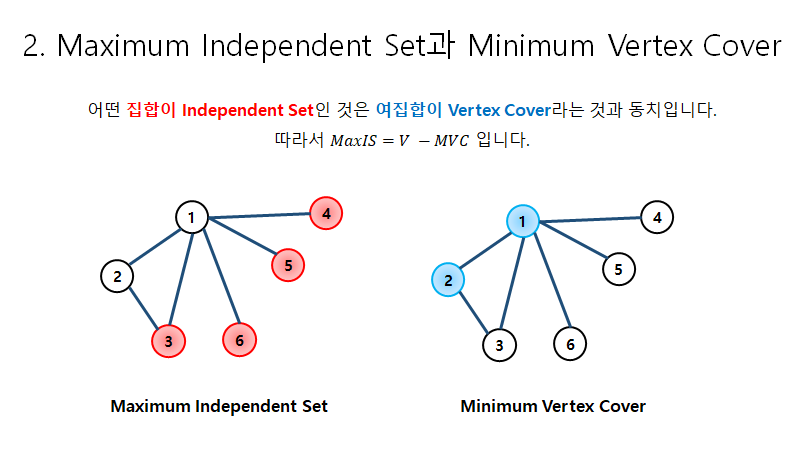 2. Maximum Independent Set과 Minimum Vertex Cover
어떤 집합이 Independent Set인 것은 여집합이 Vertex Cover라는 것과 동치입니다.
따라서 MaxIS = V − MVC 입니다.
1
4
5
2
3
6
1
4
5
2
3
6
Maximum Independent Set
Minimum Vertex Cover